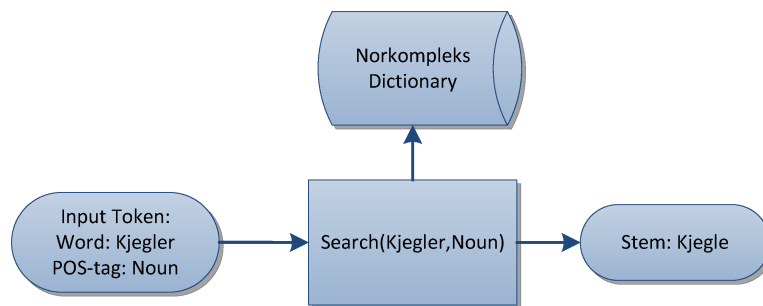 Norkompleks
Dictionary
Input Token:
Word: Kjegler
POS-tag: Noun
Search(Kjegler,Noun)
Stem: Kjegle